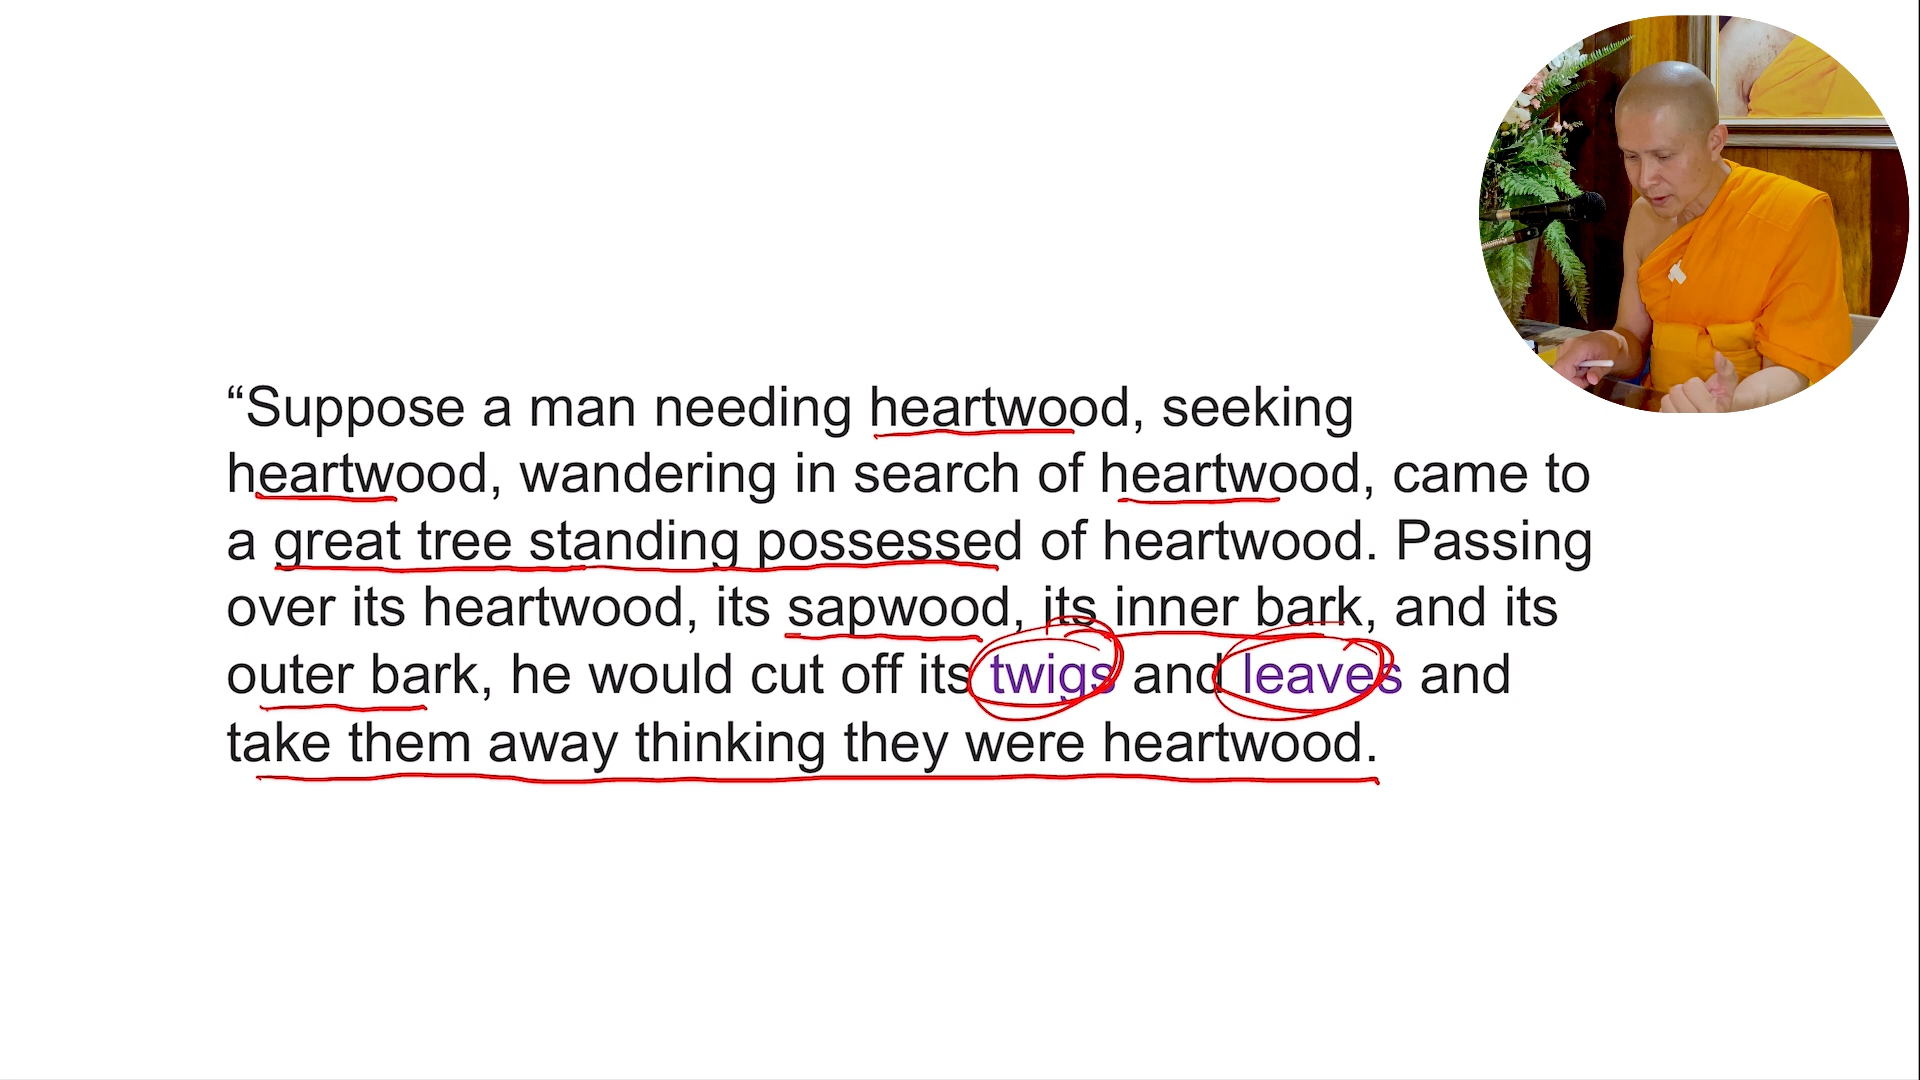 “Suppose a man needing heartwood, seeking
heartwood, wandering in search of heartwood, came to
a great tree standing possessed of heartwood. Passing
over its heartwood, its sapwood, its inner bark, and its
outer bark, he would cut off its twigs and leaves and
take them away thinking they were heartwood.